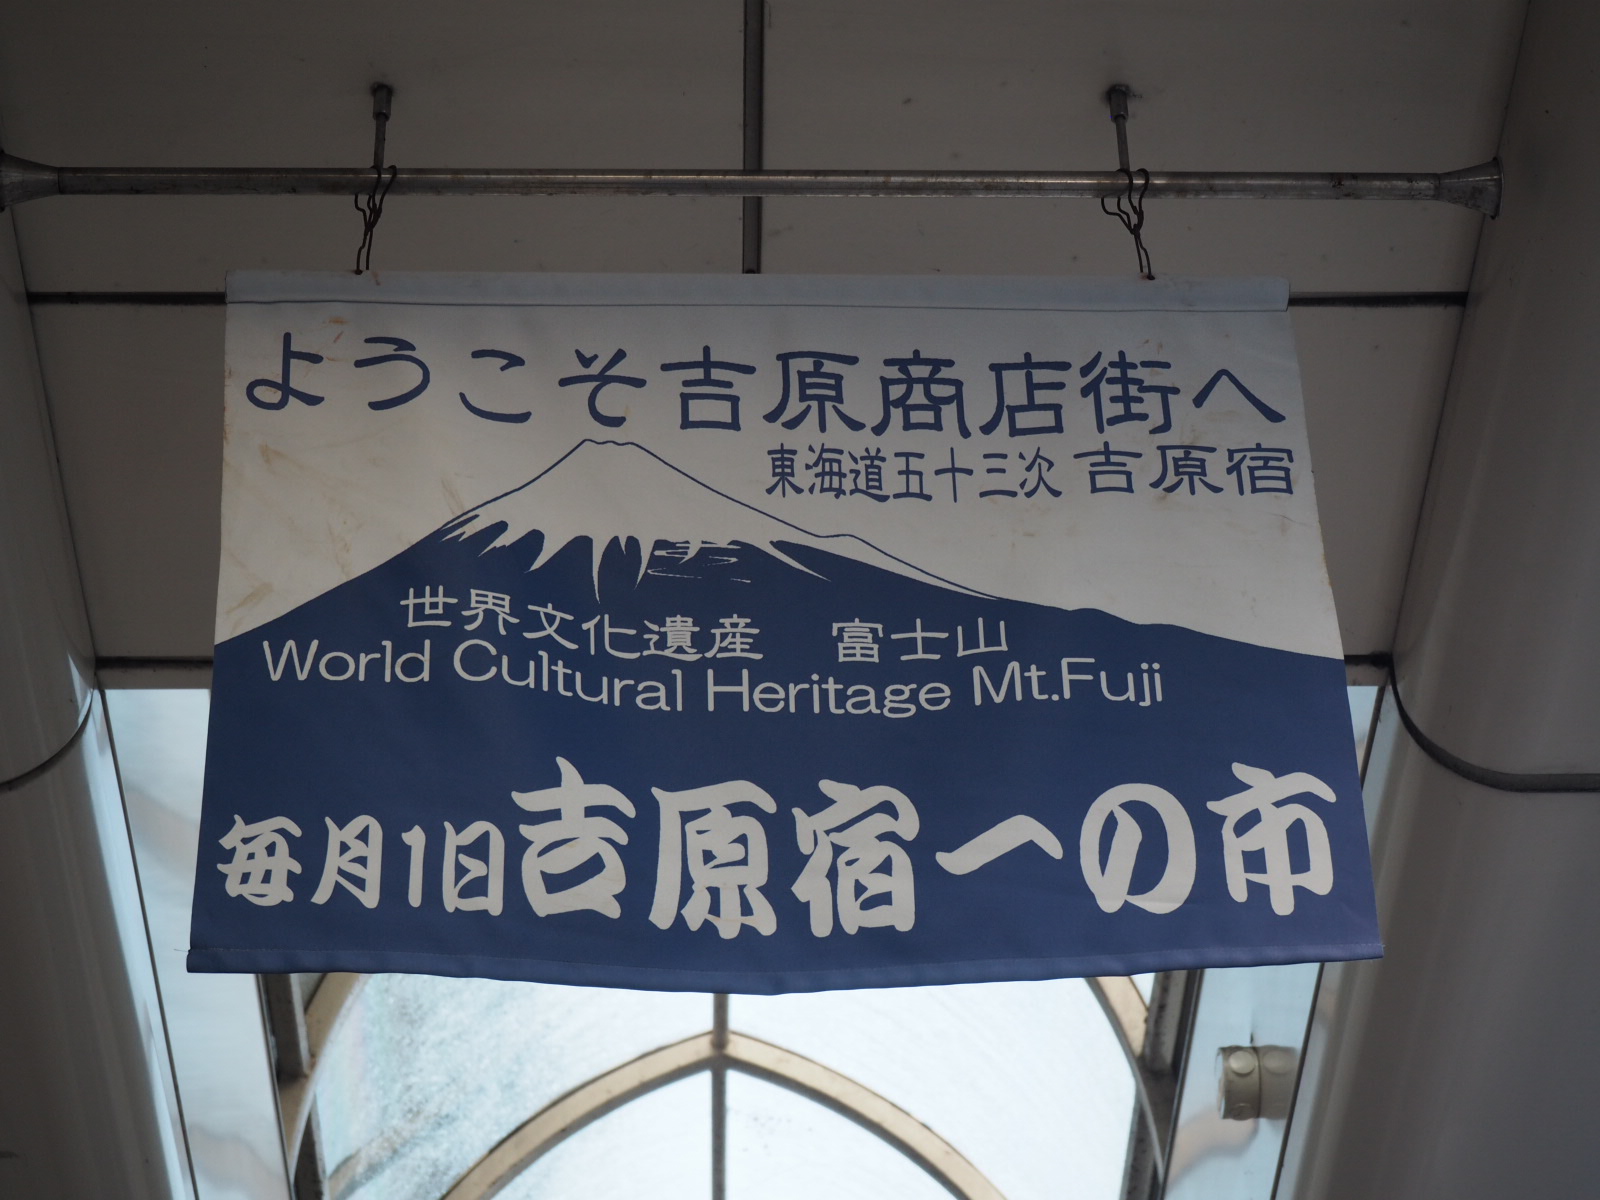 ようこそ吉原商店街へ
東海道五十三次 吉原宿
世界文化遺産　富士山
World Cultural Heritage Mt.Fuji
毎月1日吉原宿一の市